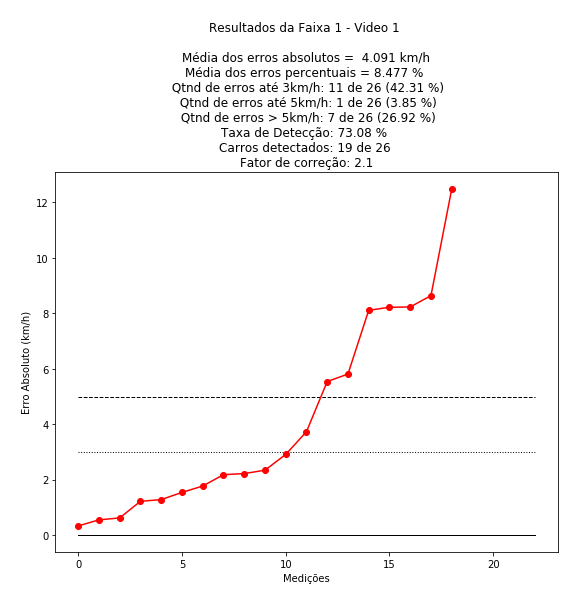 Resultados da Faixa 1 - Video 1
Média dos erros absolutos =  4.091 km/h
Média dos erros percentuais = 8.477 %
Qtnd de erros até 3km/h: 11 de 26 (42.31 %)
Qtnd de erros até 5km/h: 1 de 26 (3.85 %)
Qtnd de erros > 5km/h: 7 de 26 (26.92 %)
Taxa de Detecção: 73.08 %
Carros detectados: 19 de 26
Fator de correção: 2.1
12
10
8
6
4
2
0
Erro Absoluto (km/h)
0
5
10
15
20
Medições